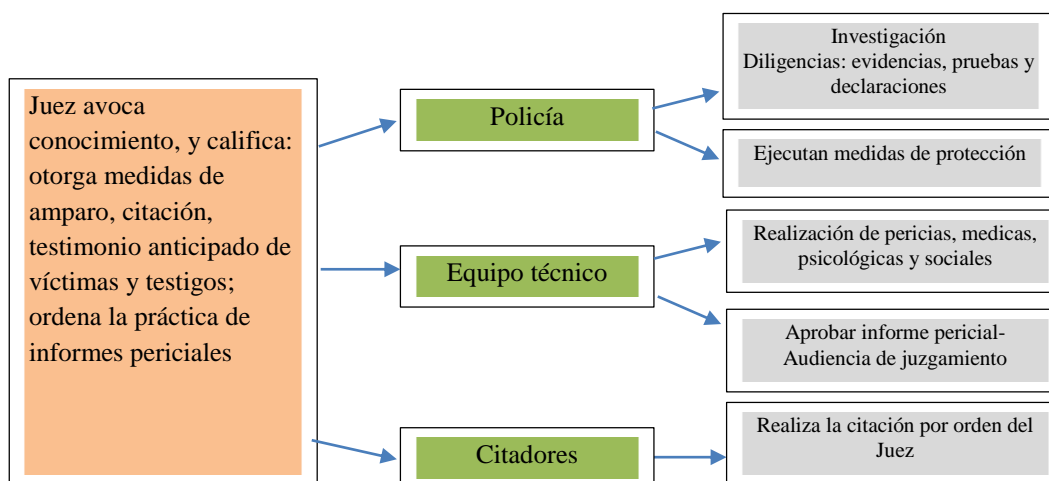 Juez avoca
conocimiento, y califica:
otorga medidas de
amparo, citación,
testimonio anticipado de
víctimas y testigos;
ordena la práctica de
informes periciales
Policía
Investigación
Diligencias: evidencias, pruebas y
declaraciones
Ejecutan medidas de protección
Equipo técnico
Realización de pericias, medicas,
psicológicas y sociales
Aprobar informe pericial-
Audiencia de juzgamiento
Citadores
Realiza la citación por orden del
Juez